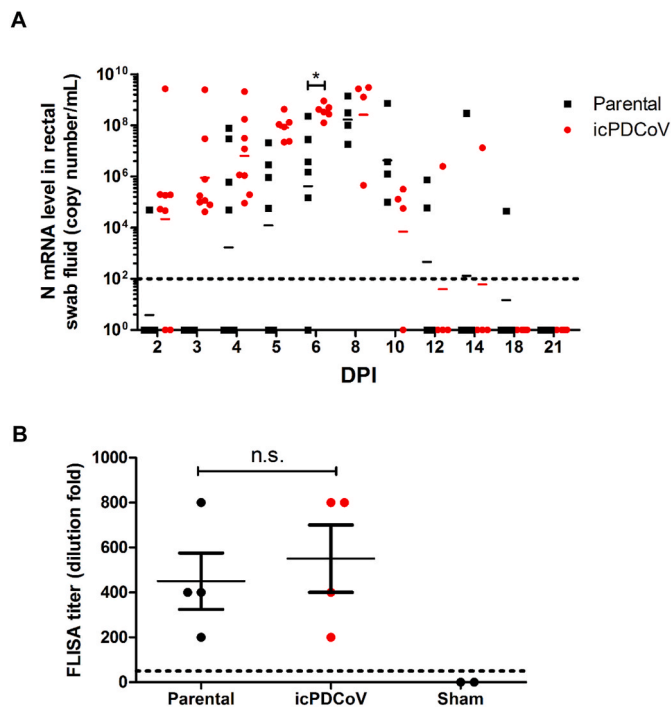 A
N mRNA level in rectal
swab fluid (copy number/mL)
10^10
10^8
10^6
10^4
10^2
10^0
*
Parental
icPDCoV
2 3 4 5 6 8 10 12 14 18 21
DPI
B
FLISA titer (dilution fold)
1000
800
600
400
200
0
n.s.
Parental icPDCoV Sham